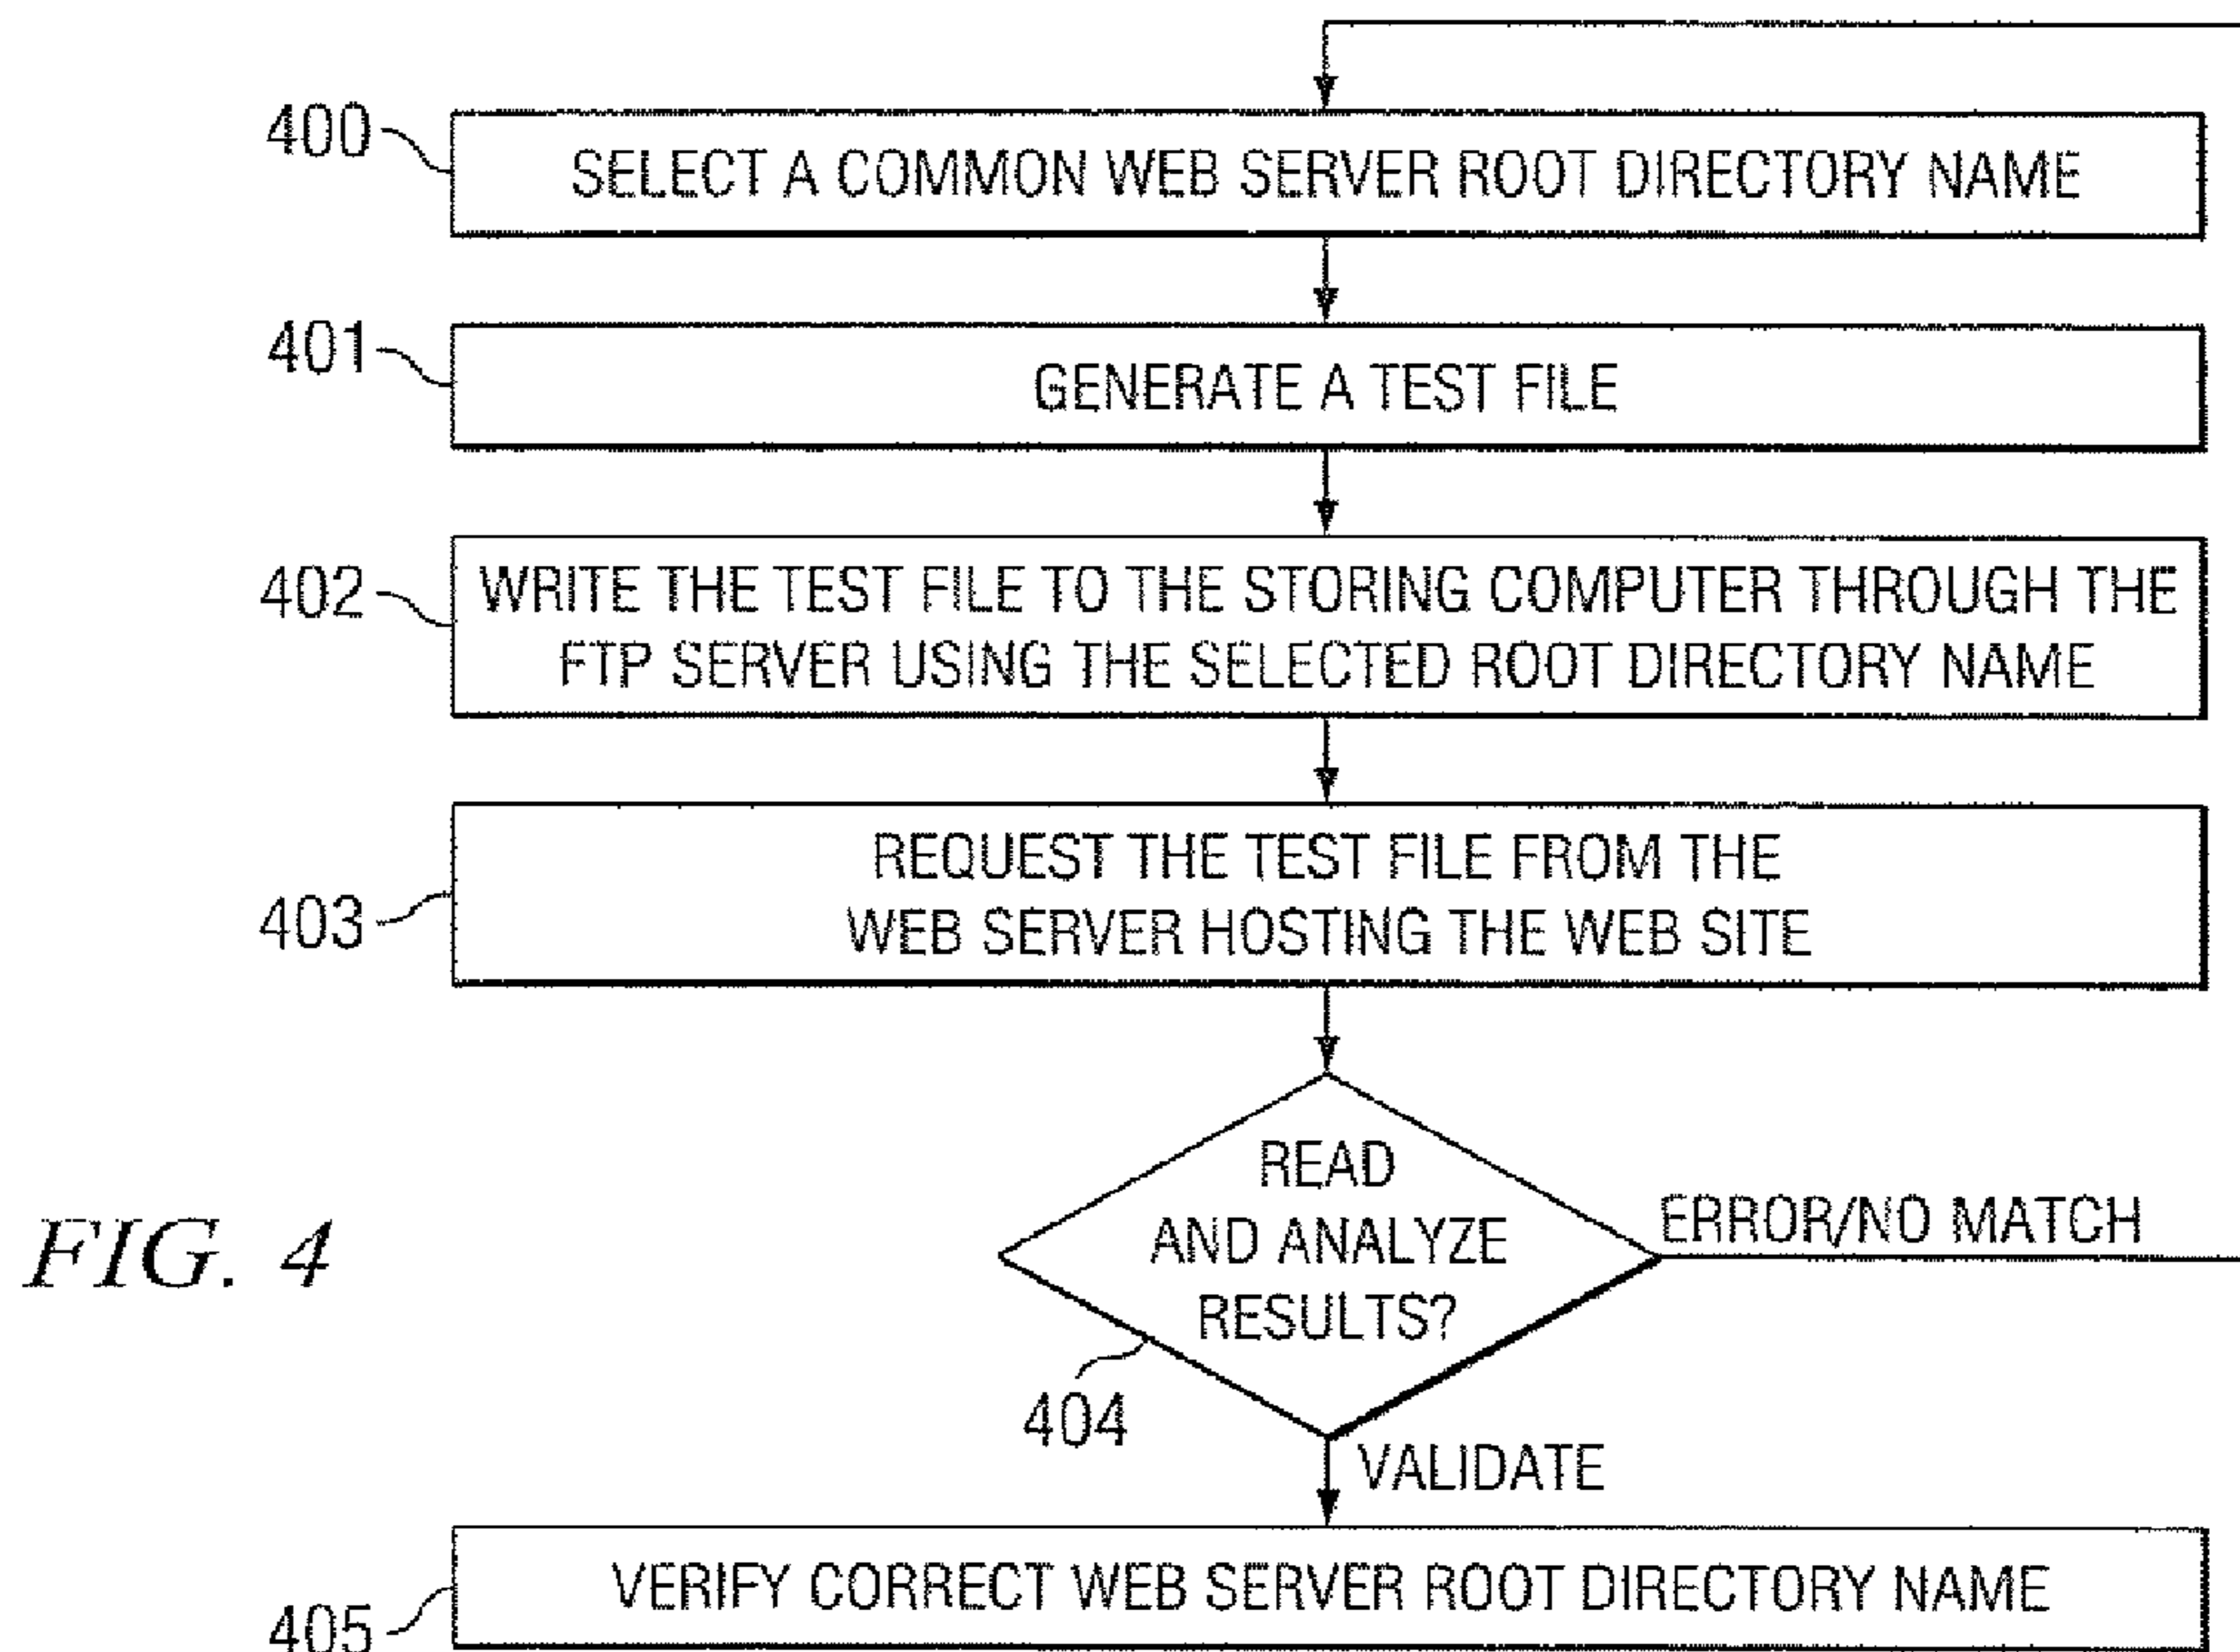 400
SELECT A COMMON WEB SERVER ROOT DIRECTORY NAME
401
GENERATE A TEST FILE
402
WRITE THE TEST FILE TO THE STORING COMPUTER THROUGH THE
FTP SERVER USING THE SELECTED ROOT DIRECTORY NAME
403
REQUEST THE TEST FILE FROM THE
WEB SERVER HOSTING THE WEB SITE
READ
AND ANALYZE
RESULTS?
ERROR/NO MATCH
FIG. 4
404
VALIDATE
405
VERIFY CORRECT WEB SERVER ROOT DIRECTORY NAME